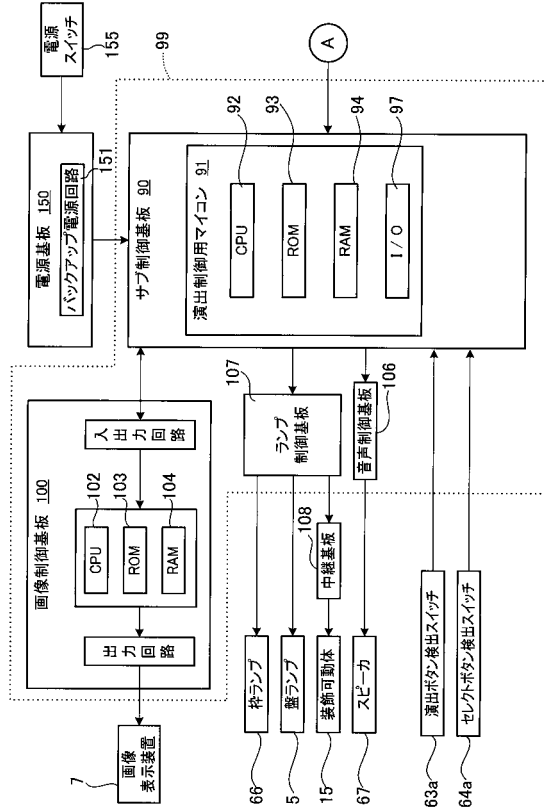 電源
スイッチ
155
電源基板 150
バックアップ電源回路
151
99
A
サブ制御基板 90
演出制御用マイコン 91
CPU
92
ROM
93
RAM
94
I/O
97
画像制御基板 100
入出力回路
CPU
102
ROM
103
RAM
104
出力回路
画像
表示装置
7
ランプ
制御基板
107
音声制御基板
106
中継基板
108
枠ランプ
66
盤ランプ
5
装飾可動体
15
スピーカ
67
演出ボタン検出スイッチ
63a
セレクトボタン検出スイッチ
64a